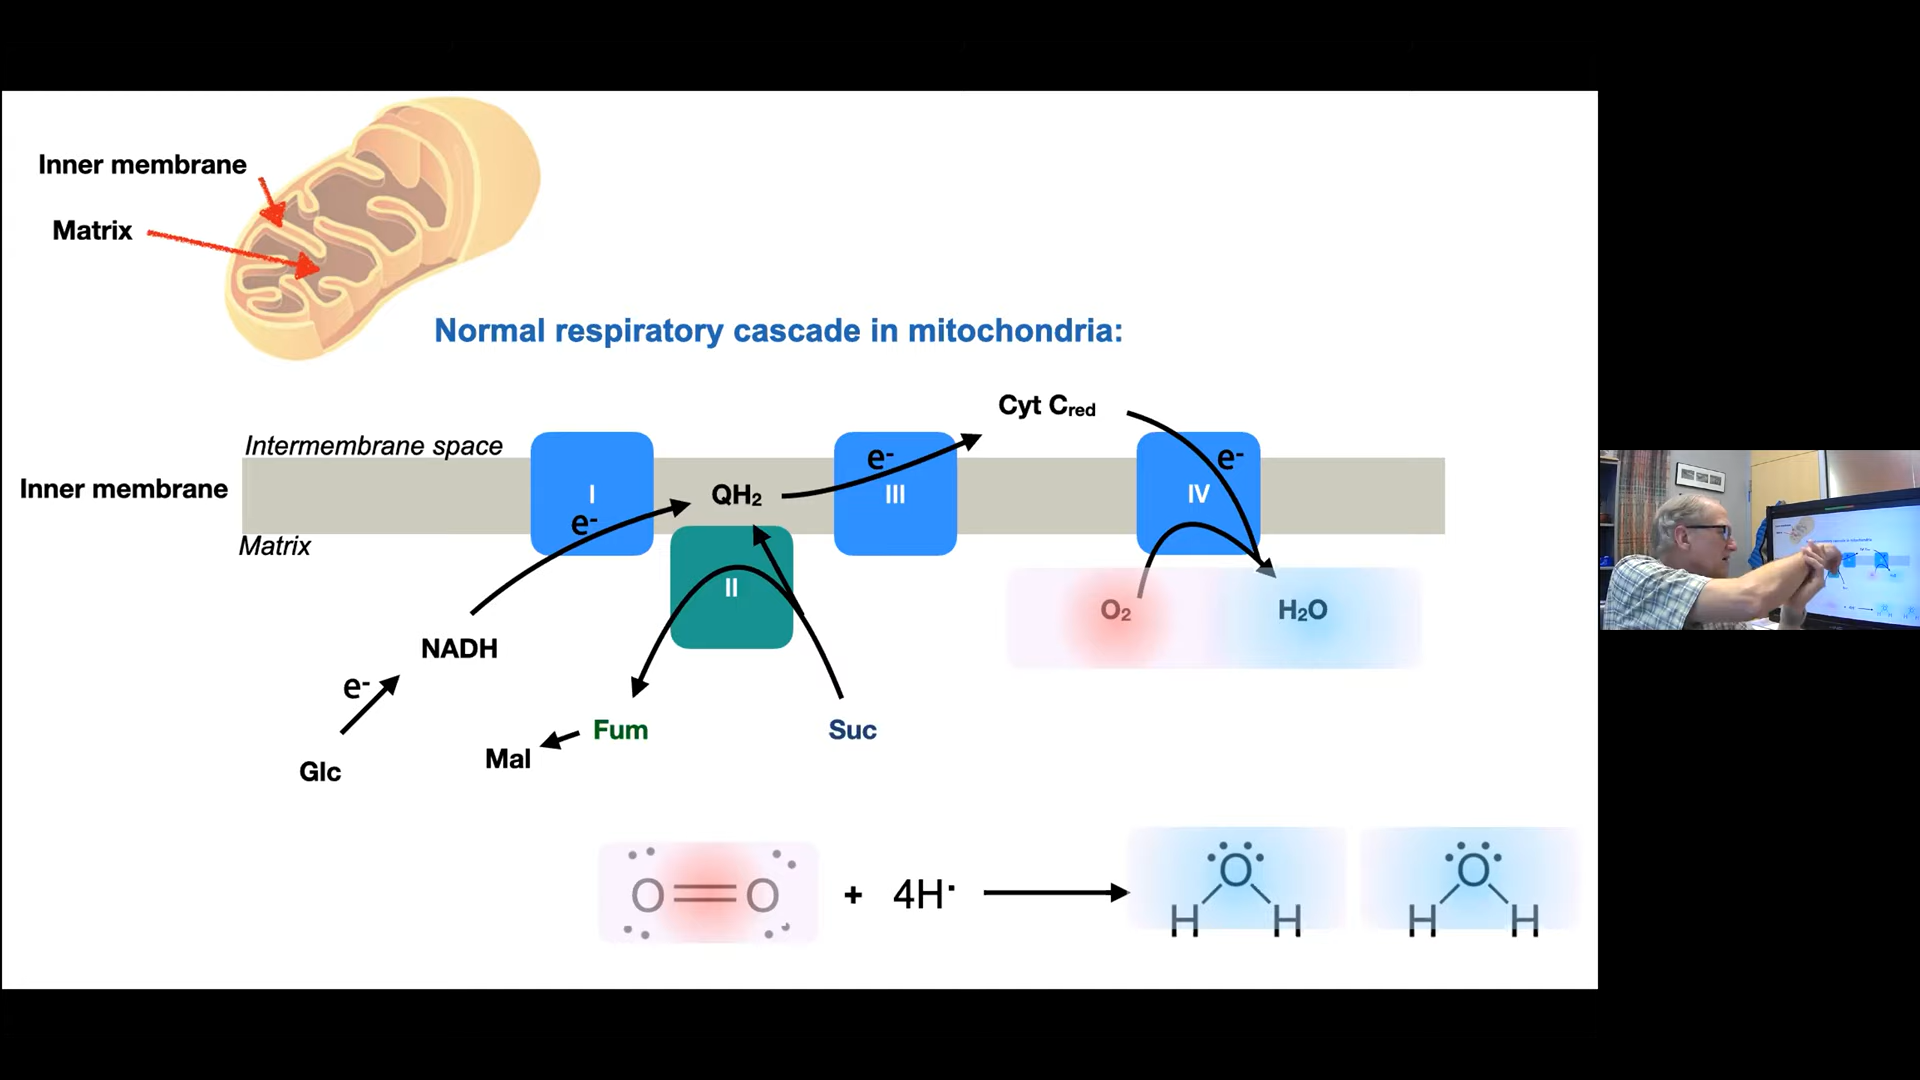 Inner membrane
Matrix
Normal respiratory cascade in mitochondria:
Cyt Cred
Intermembrane space
e-
e-
Inner membrane
I
QH₂
III
IV
e-
Matrix
II
O₂
H₂O
NADH
e-
Fum
Suc
Mal
Glc
O=O + 4H· O O
H H H H